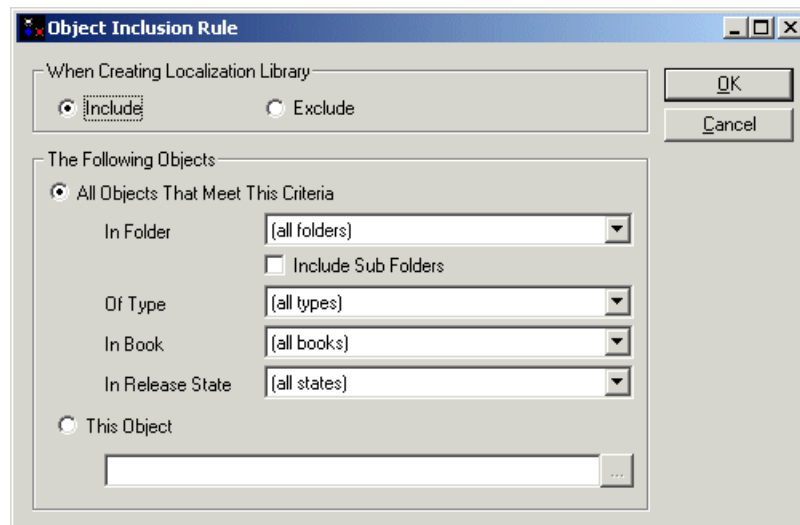 Object Inclusion Rule
When Creating Localization Library
Include
Exclude
OK
Cancel
The Following Objects
All Objects That Meet This Criteria
In Folder
(all folders)
Include Sub Folders
Of Type
(all types)
In Book
(all books)
In Release State
(all states)
This Object
...